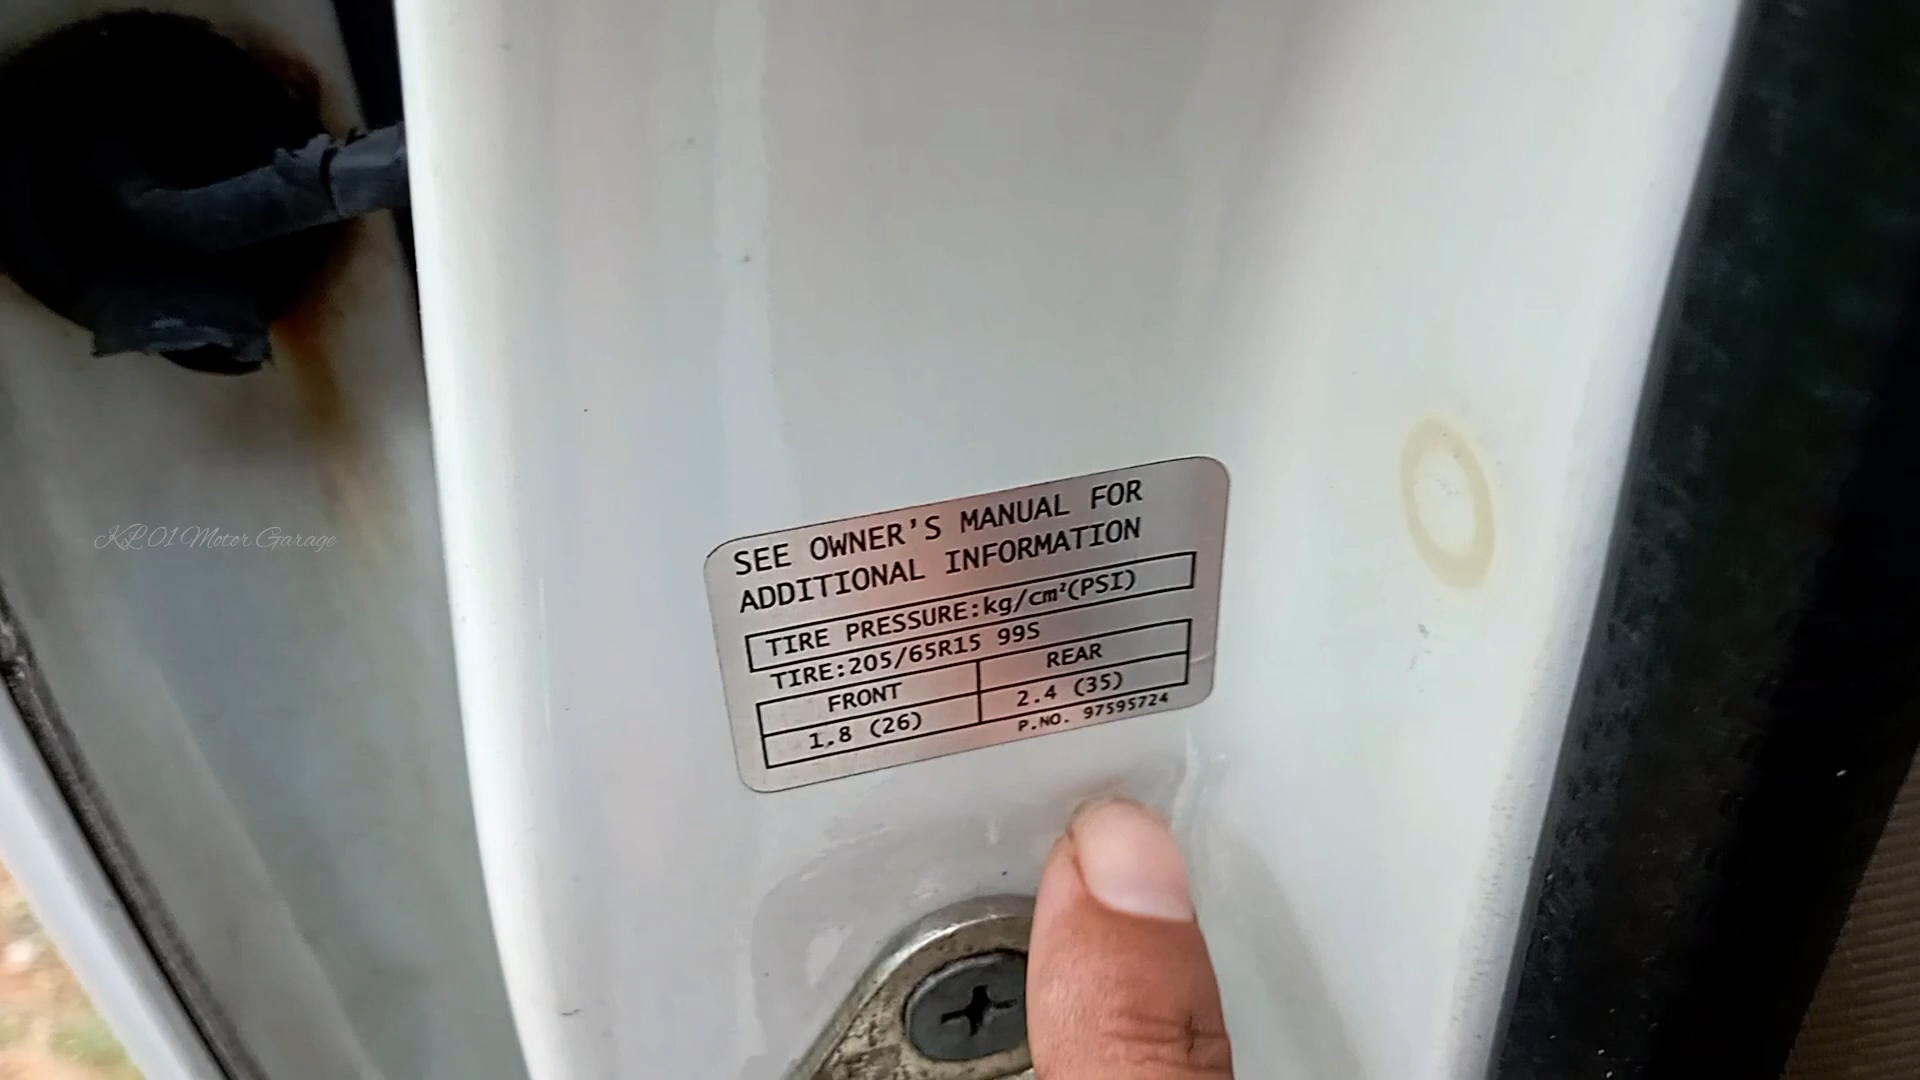 KL 01 Motor Garage
SEE OWNER'S MANUAL FOR
ADDITIONAL INFORMATION
TIRE PRESSURE:kg/cm²(PSI)
TIRE:205/65R15 99S
FRONT REAR
1.8 (26) 2.4 (35)
P.NO. 97595724